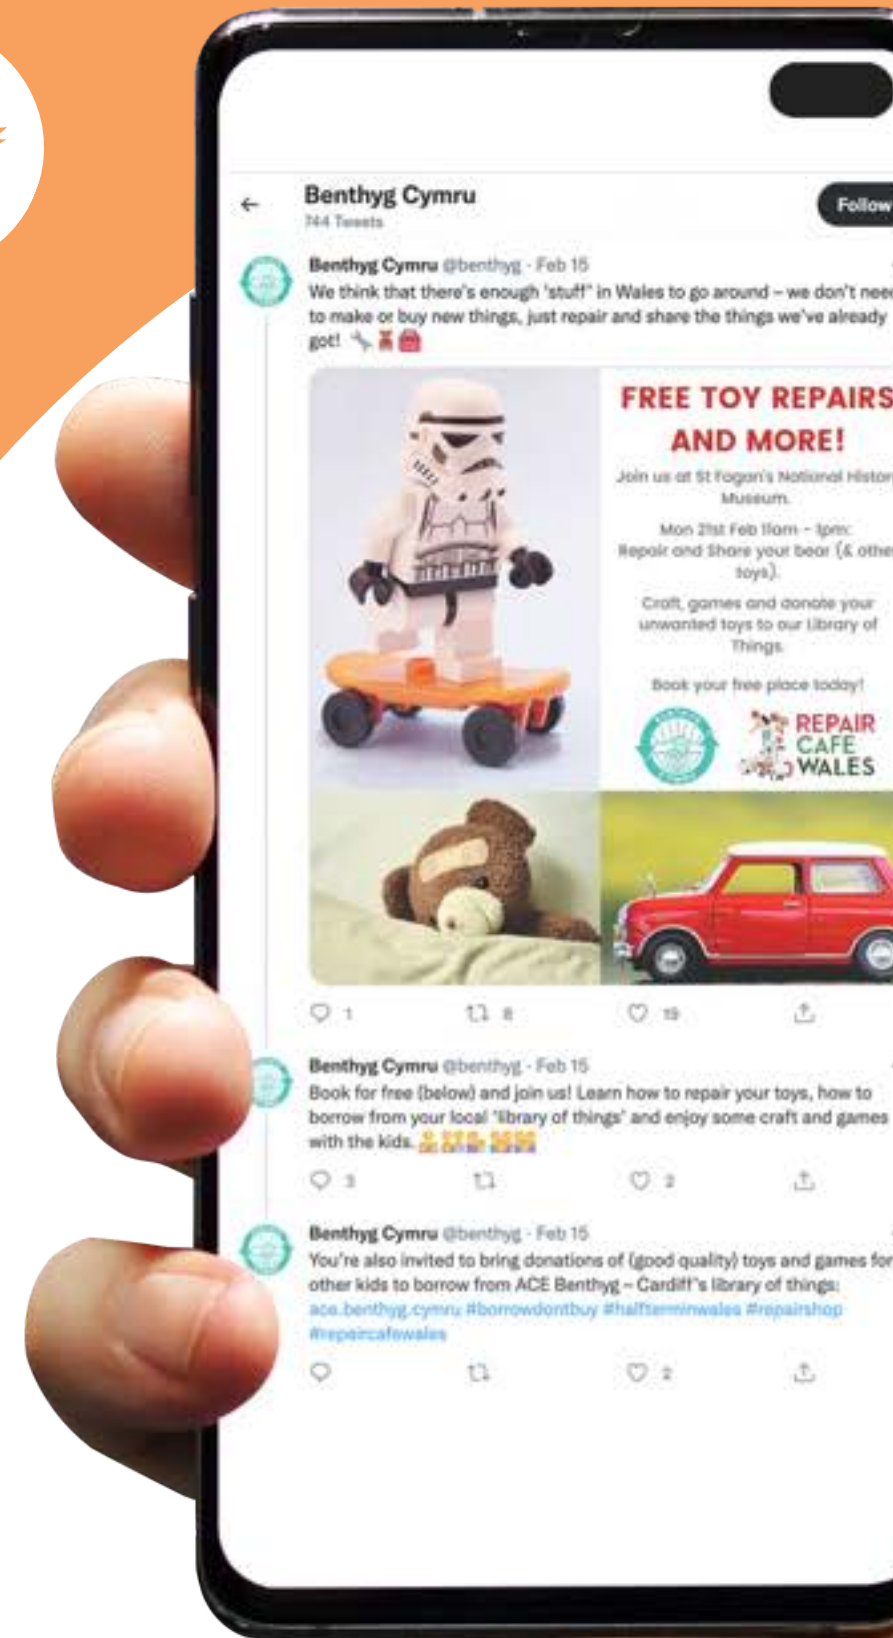 Benthyg Cymru
744 Tweets
Follow
Benthyg Cymru @benthyg · Feb 15
We think that there's enough 'stuff' in Wales to go around – we don't need
to make or buy new things, just repair and share the things we've already
got!
FREE TOY REPAIRS
AND MORE!
Join us at St Fagan's National History
Museum.
Mon 21st Feb 11am - 1pm:
Repair and Share your bear (& other
toys).
Craft, games and donate your
unwanted toys to our Library of
Things.
Book your free place today!
REPAIR
CAFE
WALES
1 8 19
Benthyg Cymru @benthyg · Feb 15
Book for free (below) and join us! Learn how to repair your toys, how to
borrow from your local 'library of things' and enjoy some craft and games
with the kids.
3 2
Benthyg Cymru @benthyg · Feb 15
You're also invited to bring donations of (good quality) toys and games for
other kids to borrow from ACE Benthyg – Cardiff's library of things:
ace.benthyg.cymru #borrowdontbuy #halfterminwales #repairshop
#repaircafewales
2